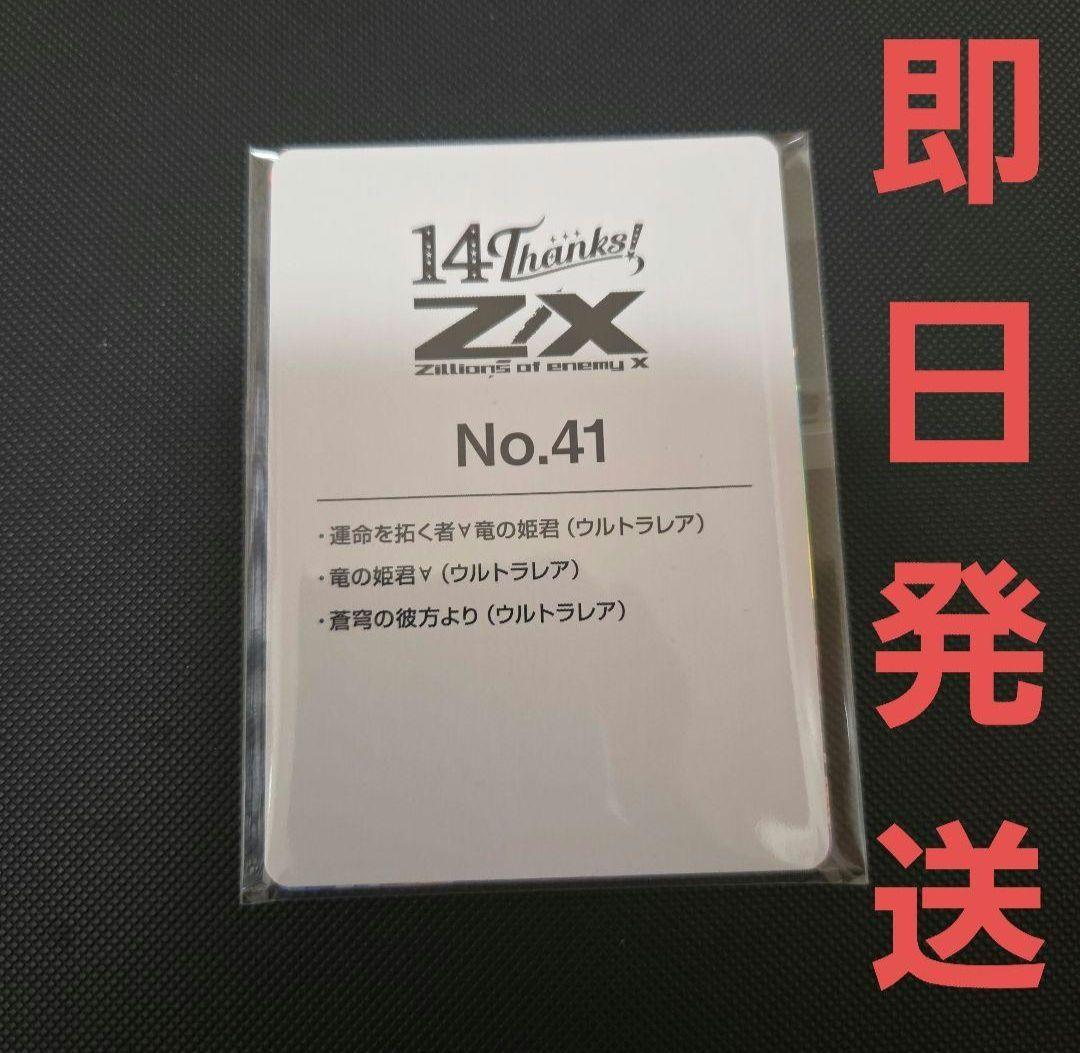 14 Thanks!
Z/X
Zillions of enemy X
No.41
・運命を拓く者∀竜の姫君（ウルトラレア）
・竜の姫君∀（ウルトラレア）
・蒼穹の彼方より（ウルトラレア）
即日発送